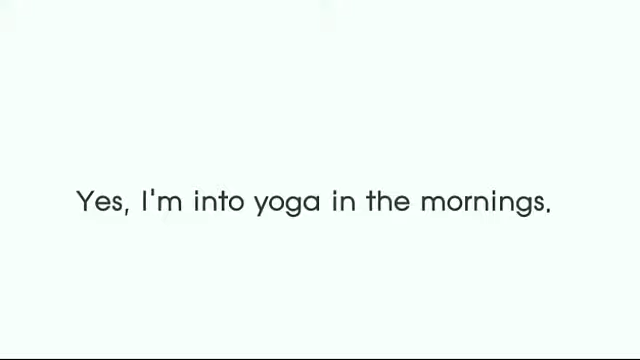 Yes, I'm into yoga in the mornings.